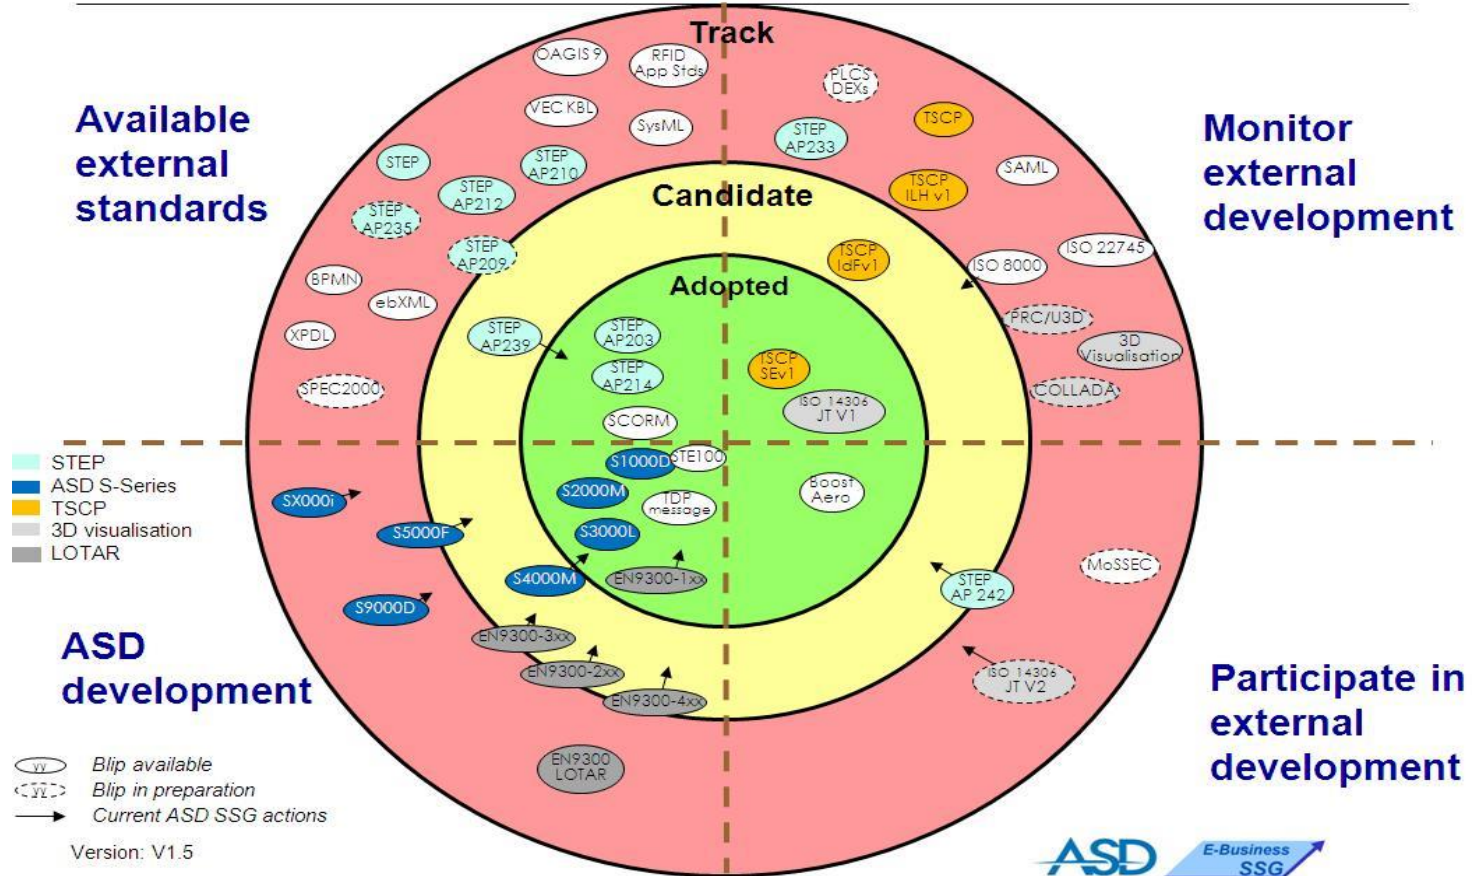 Track
Available
external
standards
Monitor
external
development
OAGIS 9
RFID
App Stds
VEC KBL
SysML
STEP
STEP
AP210
STEP
AP212
STEP
AP235
STEP
AP209
BPMN
ebXML
XPDL
SPEC2000
PLCS
DEXs
TSCP
STEP
AP233
SAML
TSCP
ILH v1
ISO 22745
ISO 8000
PRC/U3D
3D
Visualisation
COLLADA
Candidate
TSCP
IdFv1
STEP
AP239
Adopted
STEP
AP203
STEP
AP214
SCORM
TSCP
SEv1
ISO 14306
JT V1
S1000D
STE100
S2000M
TDP
message
S3000L
Boost
Aero
EN9300-1xx
S4000M
SX000i
S5000F
S9000D
EN9300-3xx
EN9300-2xx
EN9300-4xx
EN9300
LOTAR
STEP
AP 242
MoSSEC
ISO 14306
JT V2
STEP
ASD S-Series
TSCP
3D visualisation
LOTAR
ASD
development
Participate in
external
development
yy Blip available
yy Blip in preparation
Current ASD SSG actions
Version: V1.5
ASD
E-Business
SSG